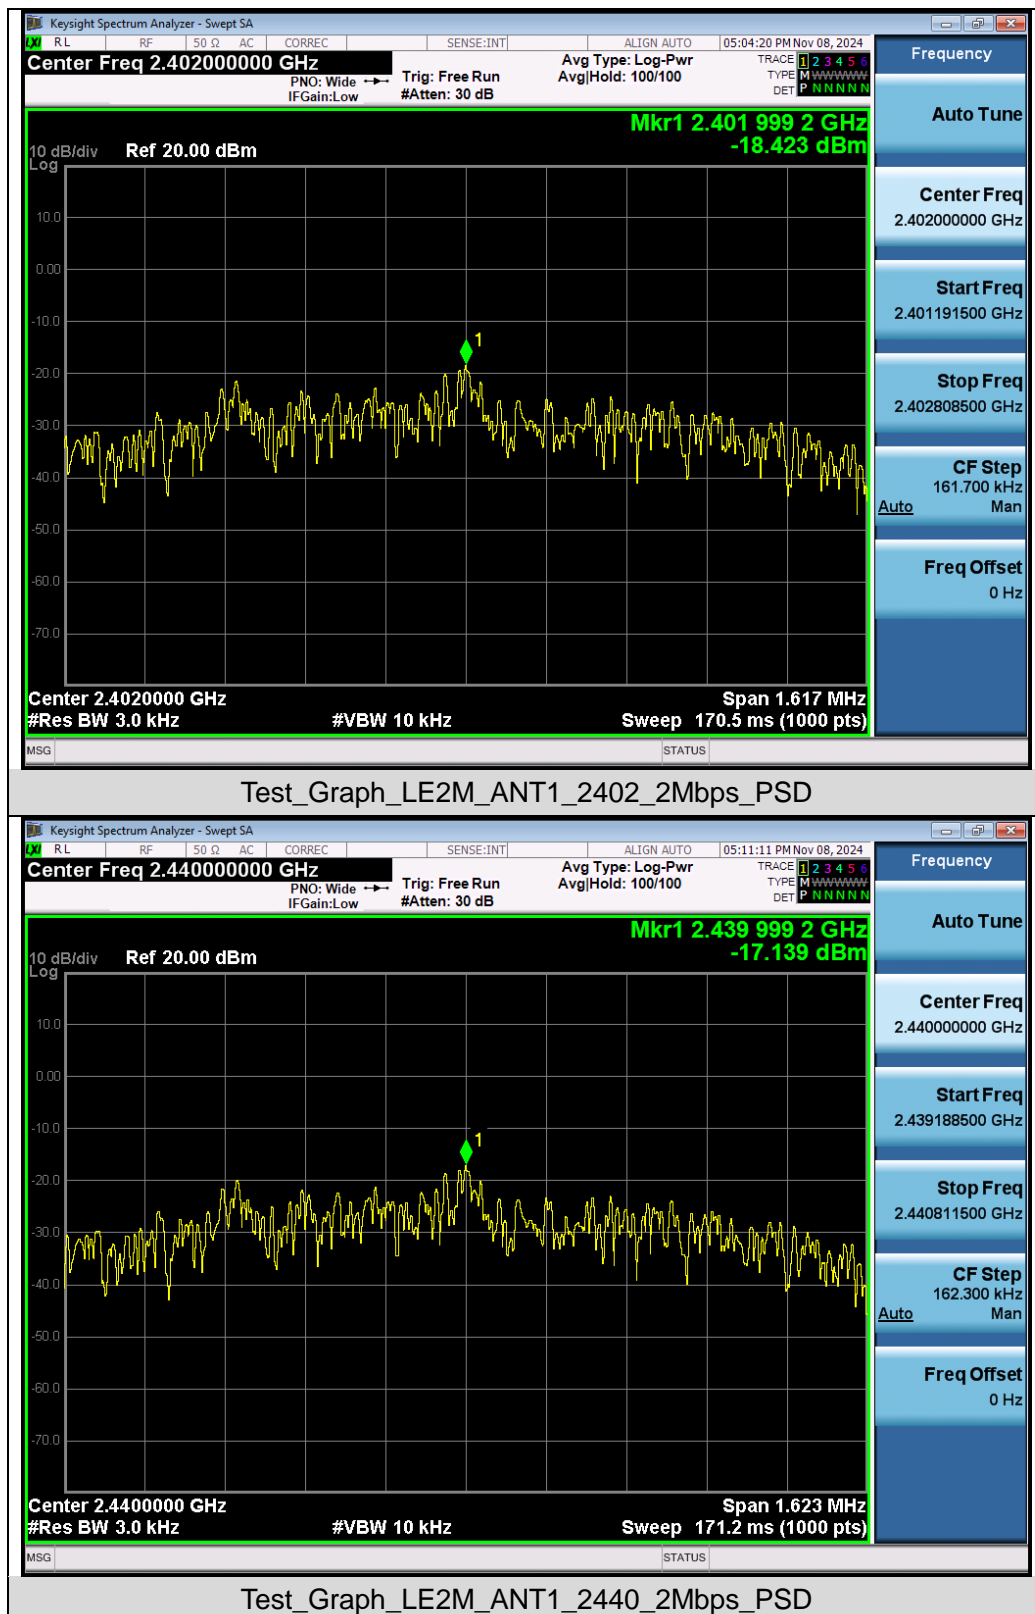 Keysight Spectrum Analyzer - Swept SA
LXI RL RF 50 Ω AC CORREC SENSE:INT ALIGN AUTO 05:04:20 PM Nov 08, 2024
Center Freq 2.402000000 GHz
PNO: Wide
IFGain:Low
Trig: Free Run
#Atten: 30 dB
Avg Type: Log-Pwr
Avg|Hold: 100/100
TRACE 1 2 3 4 5 6
TYPE M WWWWW
DET P N N N N N
Mkr1 2.401 999 2 GHz
-18.423 dBm
10 dB/div Ref 20.00 dBm
Log
10.0
0.00
-10.0
1
-20.0
-30.0
-40.0
-50.0
-60.0
-70.0
Center 2.4020000 GHz Span 1.617 MHz
#Res BW 3.0 kHz #VBW 10 kHz Sweep 170.5 ms (1000 pts)
MSG STATUS
Frequency
Auto Tune
Center Freq
2.402000000 GHz
Start Freq
2.401191500 GHz
Stop Freq
2.402808500 GHz
CF Step
161.700 kHz
Auto Man
Freq Offset
0 Hz
Test_Graph_LE2M_ANT1_2402_2Mbps_PSD
Keysight Spectrum Analyzer - Swept SA
LXI RL RF 50 Ω AC CORREC SENSE:INT ALIGN AUTO 05:11:11 PM Nov 08, 2024
Center Freq 2.440000000 GHz
PNO: Wide
IFGain:Low
Trig: Free Run
#Atten: 30 dB
Avg Type: Log-Pwr
Avg|Hold: 100/100
TRACE 1 2 3 4 5 6
TYPE M WWWWW
DET P N N N N N
Mkr1 2.439 999 2 GHz
-17.139 dBm
10 dB/div Ref 20.00 dBm
Log
10.0
0.00
-10.0
1
-20.0
-30.0
-40.0
-50.0
-60.0
-70.0
Center 2.4400000 GHz Span 1.623 MHz
#Res BW 3.0 kHz #VBW 10 kHz Sweep 171.2 ms (1000 pts)
MSG STATUS
Frequency
Auto Tune
Center Freq
2.440000000 GHz
Start Freq
2.439188500 GHz
Stop Freq
2.440811500 GHz
CF Step
162.300 kHz
Auto Man
Freq Offset
0 Hz
Test_Graph_LE2M_ANT1_2440_2Mbps_PSD